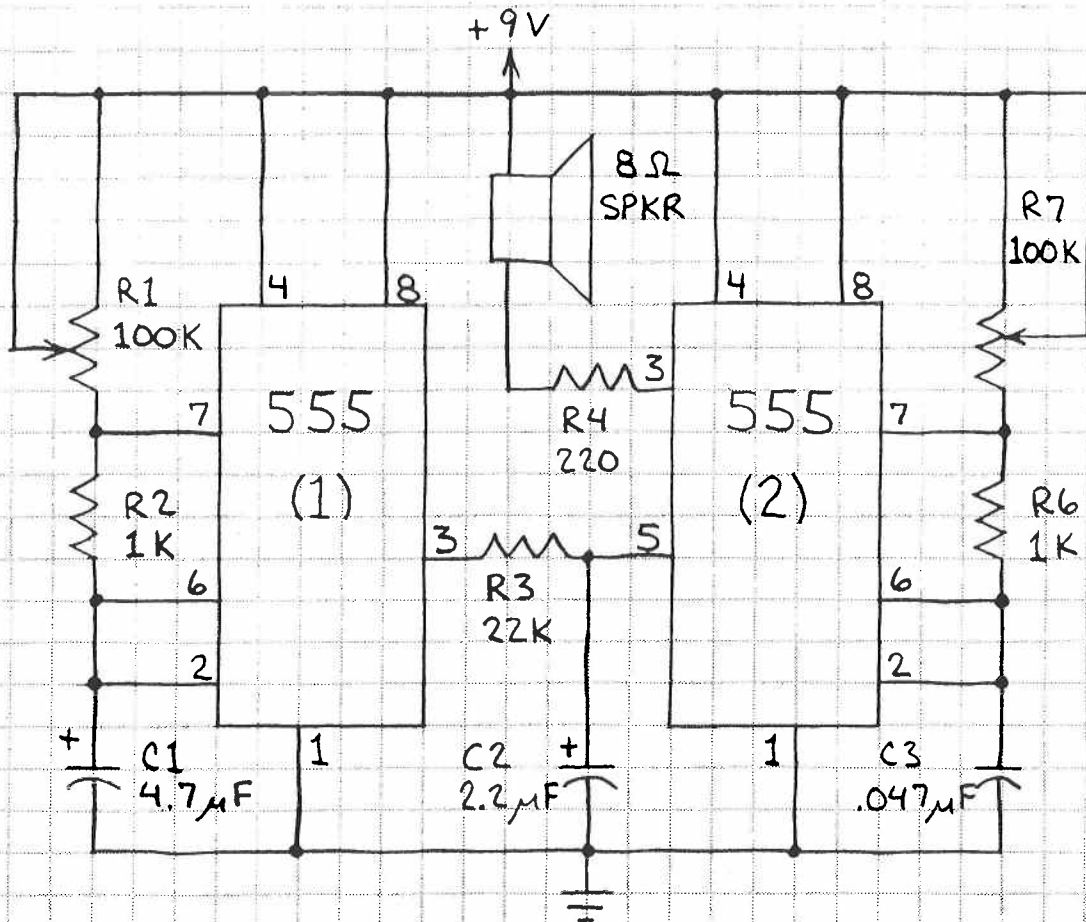 +9V
8Ω
SPKR
R7
100K
4
8
4
8
R1
100K
3
555
(1)
R4
220
555
(2)
7
7
R2
1K
3
R3
22K
5
R6
1K
6
6
2
2
1
1
+
C1
4.7µF
C2
+
2.2µF
C3
.047µF